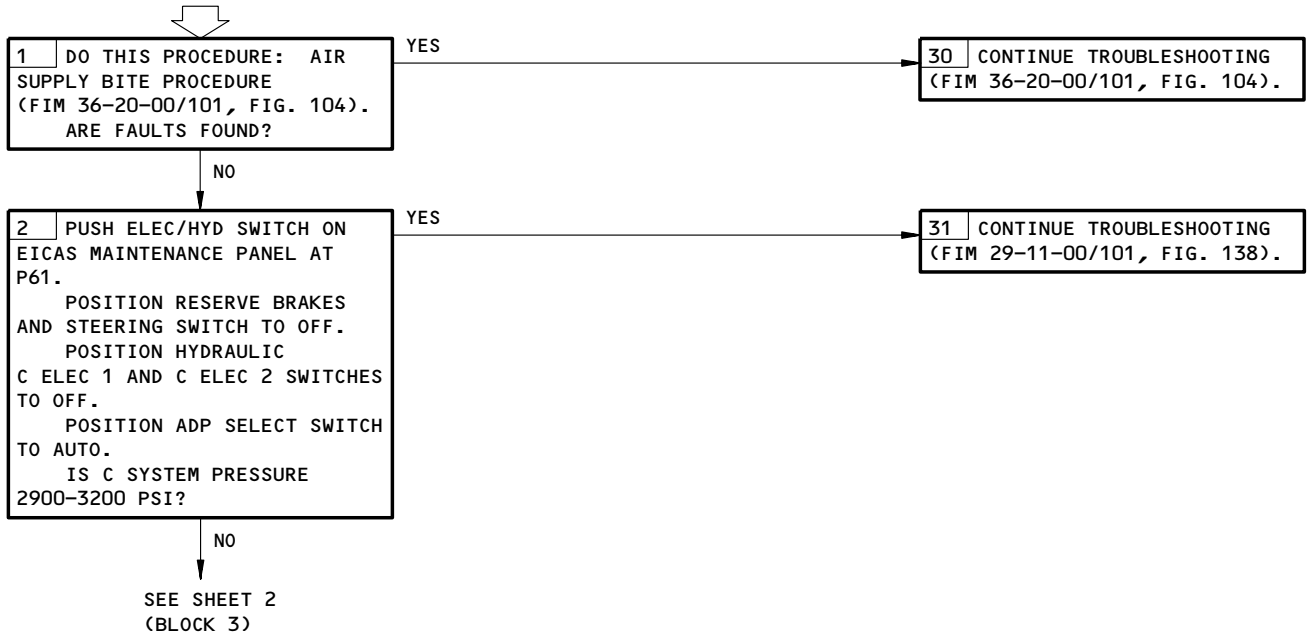 1 DO THIS PROCEDURE: AIR
SUPPLY BITE PROCEDURE
(FIM 36-20-00/101, FIG. 104).
ARE FAULTS FOUND?
YES
30 CONTINUE TROUBLESHOOTING
(FIM 36-20-00/101, FIG. 104).
NO
2 PUSH ELEC/HYD SWITCH ON
EICAS MAINTENANCE PANEL AT
P61.
POSITION RESERVE BRAKES
AND STEERING SWITCH TO OFF.
POSITION HYDRAULIC
C ELEC 1 AND C ELEC 2 SWITCHES
TO OFF.
POSITION ADP SELECT SWITCH
TO AUTO.
IS C SYSTEM PRESSURE
2900-3200 PSI?
YES
31 CONTINUE TROUBLESHOOTING
(FIM 29-11-00/101, FIG. 138).
NO
SEE SHEET 2
(BLOCK 3)